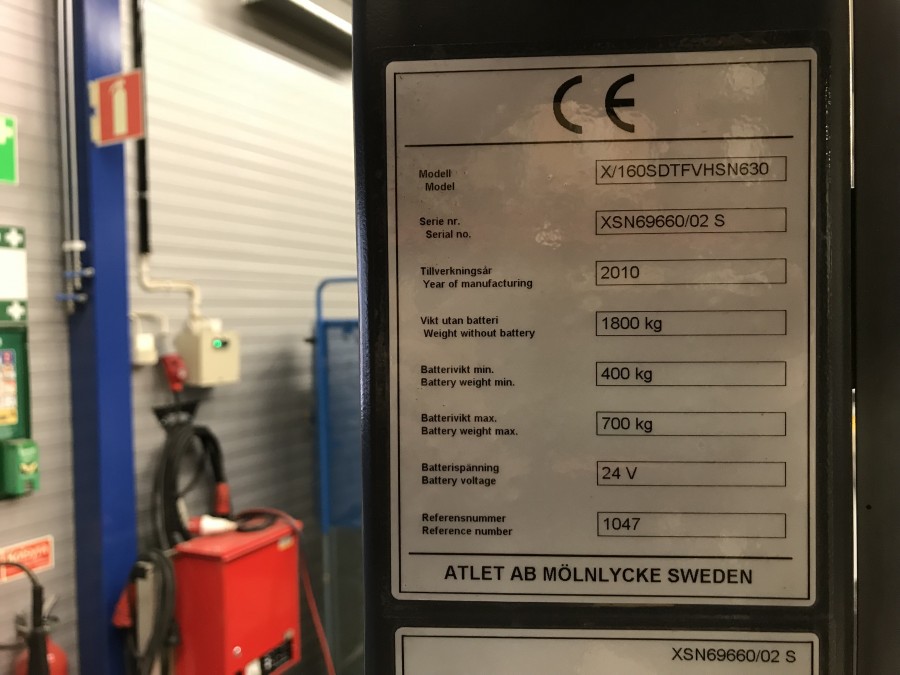 CE
Modell
Model
X/160SDTFVHSN630
Serie nr.
Serial no.
XSN69660/02 S
Tillverkningsår
Year of manufacturing
2010
Vikt utan batteri
Weight without battery
1800 kg
Batterivikt min.
Battery weight min.
400 kg
Batterivikt max.
Battery weight max.
700 kg
Batterispänning
Battery voltage
24 V
Referensnummer
Reference number
1047
ATLET AB MÖLNLYCKE SWEDEN
XSN69660/02 S